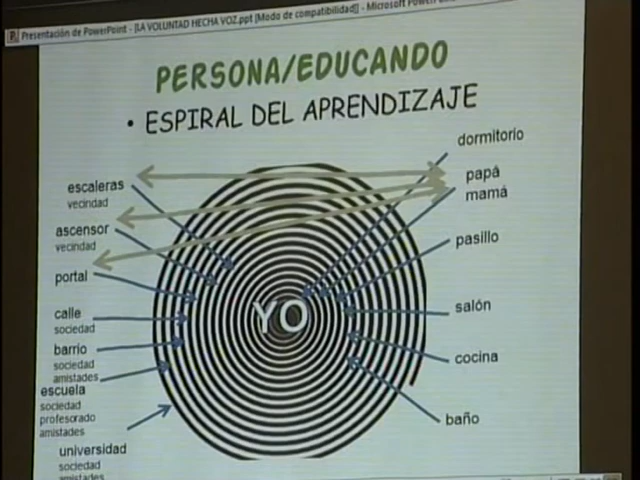 Presentación de PowerPoint - [LA VOLUNTAD HECHA VOZ.ppt [Modo de compatibilidad]] - Microsoft
PERSONA/EDUCANDO
• ESPIRAL DEL APRENDIZAJE
dormitorio
papá
mamá
pasillo
salón
cocina
baño
YO
escaleras
vecindad
ascensor
vecindad
portal
calle
sociedad
barrio
sociedad
amistades
escuela
sociedad
profesorado
amistades
universidad
sociedad
amistades